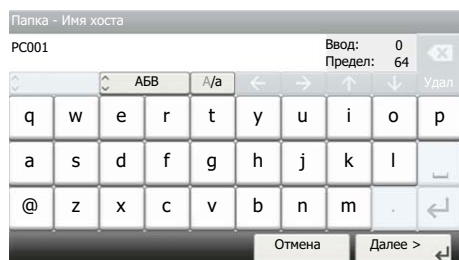 Папка - Имя хоста
PC001
Ввод: 0
Предел: 64
АБВ A/a Удал
q w e r t y u i o p
a s d f g h j k l
@ z x c v b n m .
Отмена Далее >